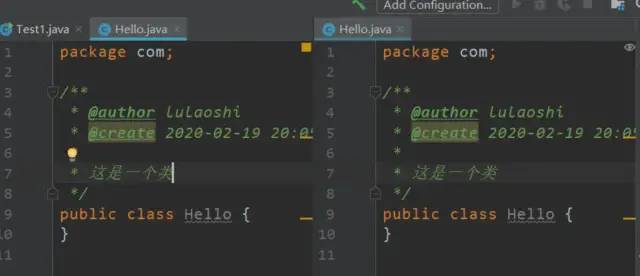 Add Configuration...
Test1.java
Hello.java
1 package com;
2
3 /**
4 * @author lulaoshi
5 * @create 2020-02-19 20:05
6
7 * 这是一个类
8 */
9 public class Hello {
10 }
11
Hello.java
1 package com;
2
3 /**
4 * @author lulaoshi
5 * @create 2020-02-19 20:05
6 *
7 * 这是一个类
8 */
9 public class Hello {
10 }
11